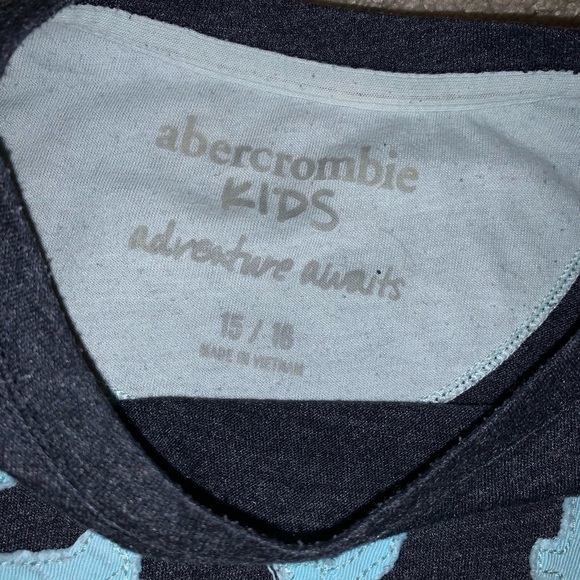 abercrombie
KIDS
adventure awaits
15 / 16
MADE IN VIETNAM